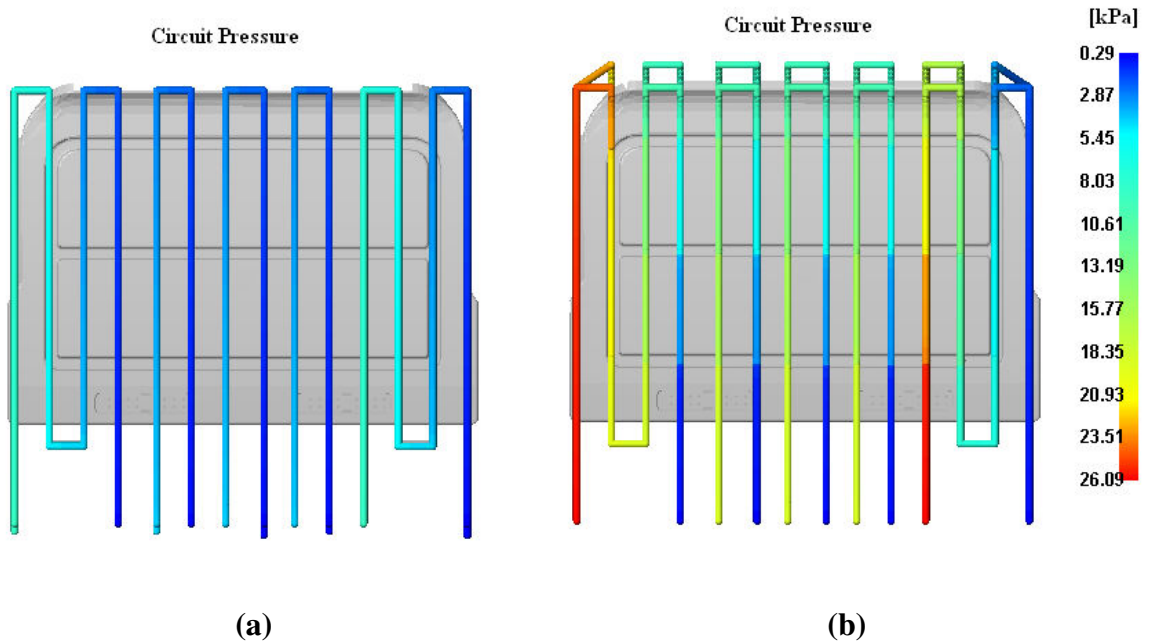 Circuit Pressure
Circuit Pressure
[kPa]
0.29
2.87
5.45
8.03
10.61
13.19
15.77
18.35
20.93
23.51
26.09
(a)
(b)